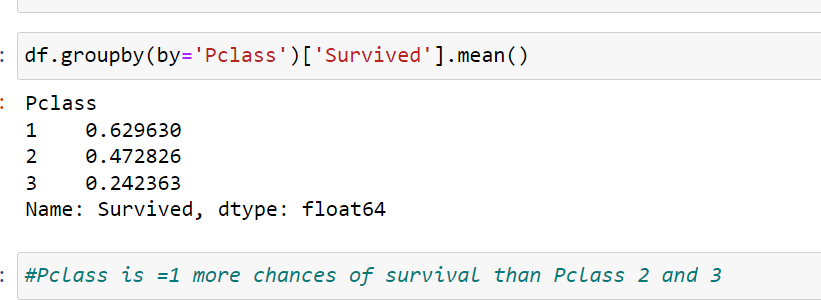 : df.groupby(by='Pclass')['Survived'].mean()
: Pclass
1    0.629630
2    0.472826
3    0.242363
Name: Survived, dtype: float64
: #Pclass is =1 more chances of survival than Pclass 2 and 3